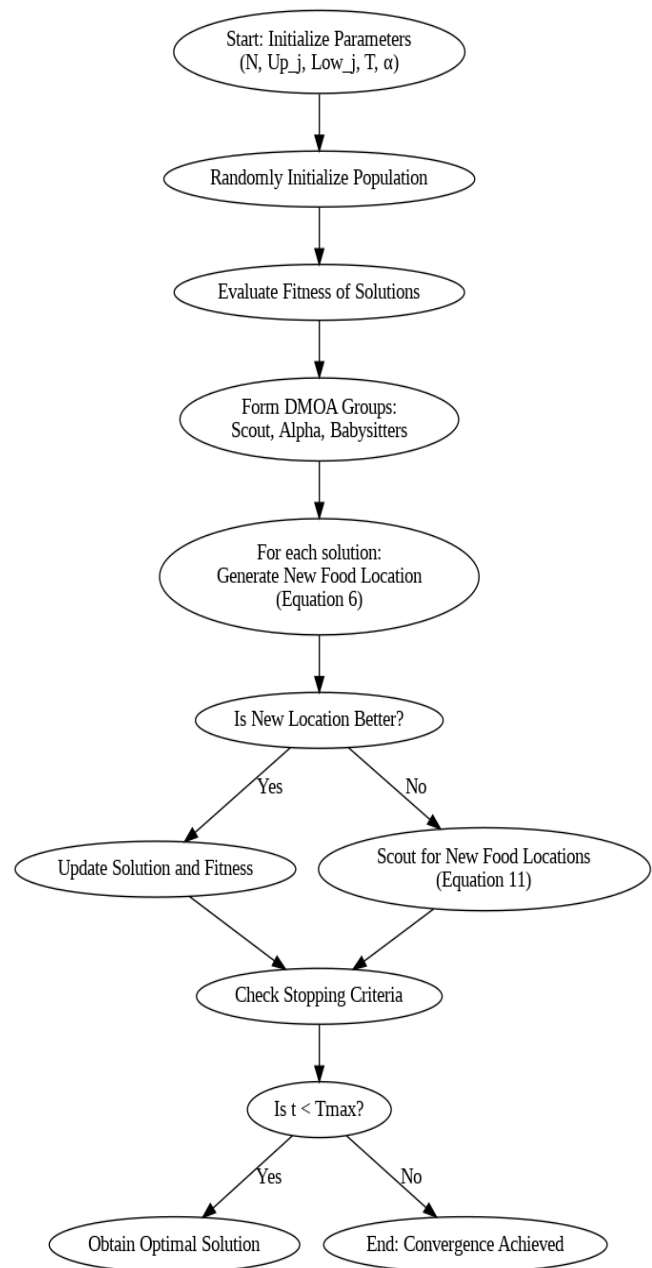 Start: Initialize Parameters
(N, Up_j, Low_j, T, α)
Randomly Initialize Population
Evaluate Fitness of Solutions
Form DMOA Groups:
Scout, Alpha, Babysitters
For each solution:
Generate New Food Location
(Equation 6)
Is New Location Better?
Yes
No
Update Solution and Fitness
Scout for New Food Locations
(Equation 11)
Check Stopping Criteria
Is t < Tmax?
Yes
No
Obtain Optimal Solution
End: Convergence Achieved